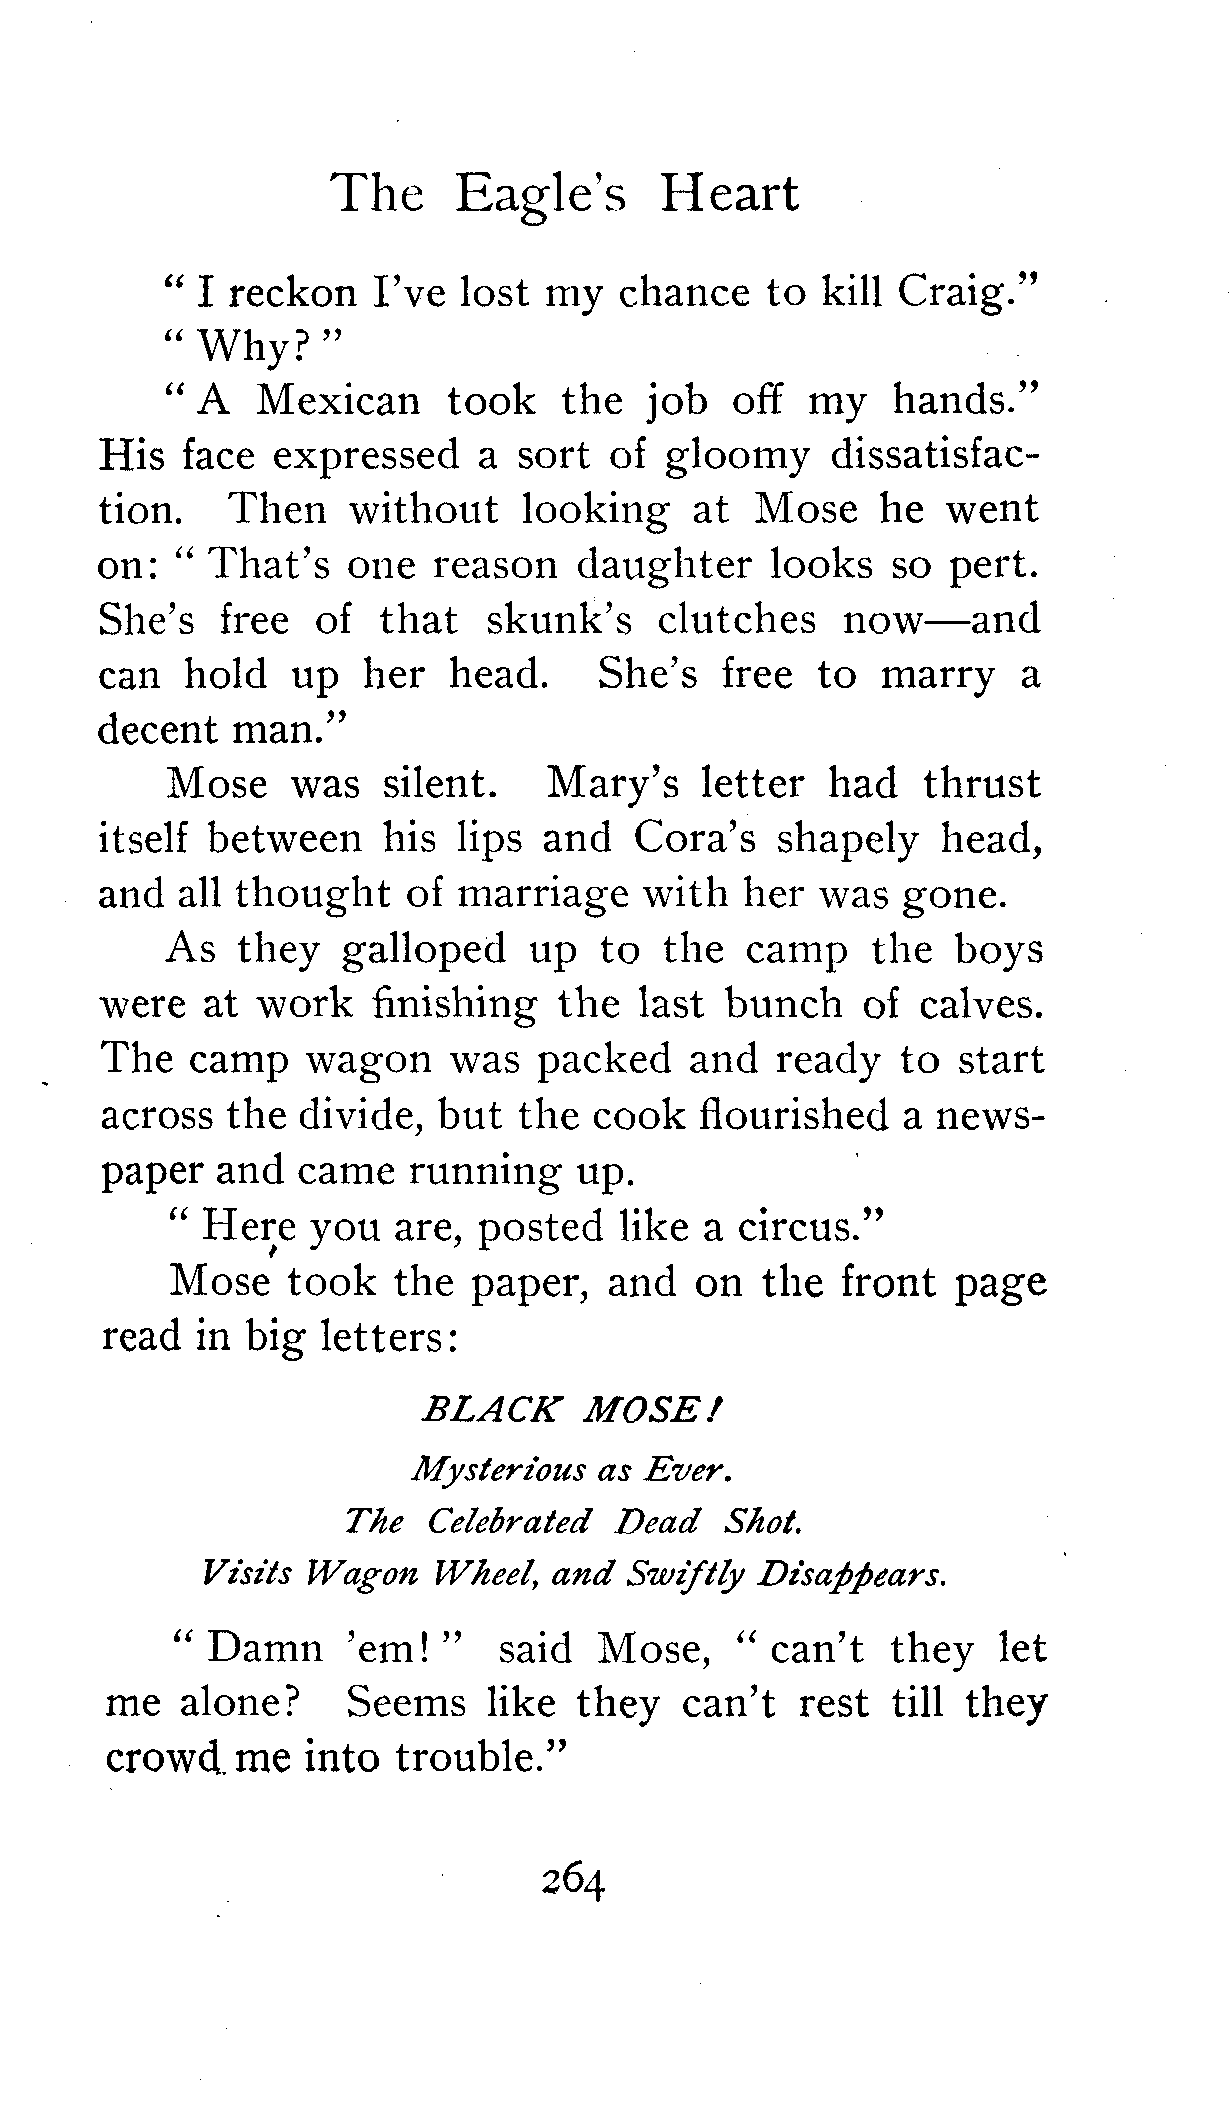 The Eagle's Heart
“ I reckon I've lost my chance to kill Craig.”
“ Why? ”
“ A Mexican took the job off my hands.”
His face expressed a sort of gloomy dissatisfac-
tion. Then without looking at Mose he went
on: “ That's one reason daughter looks so pert.
She's free of that skunk's clutches now—and
can hold up her head. She's free to marry a
decent man.”
Mose was silent. Mary's letter had thrust
itself between his lips and Cora's shapely head,
and all thought of marriage with her was gone.
As they galloped up to the camp the boys
were at work finishing the last bunch of calves.
The camp wagon was packed and ready to start
across the divide, but the cook flourished a news-
paper and came running up.
“ Here you are, posted like a circus.”
Mose took the paper, and on the front page
read in big letters:
BLACK MOSE!
Mysterious as Ever.
The Celebrated Dead Shot.
Visits Wagon Wheel, and Swiftly Disappears.
“ Damn 'em! ” said Mose, “ can't they let
me alone? Seems like they can't rest till they
crowd me into trouble.”
264